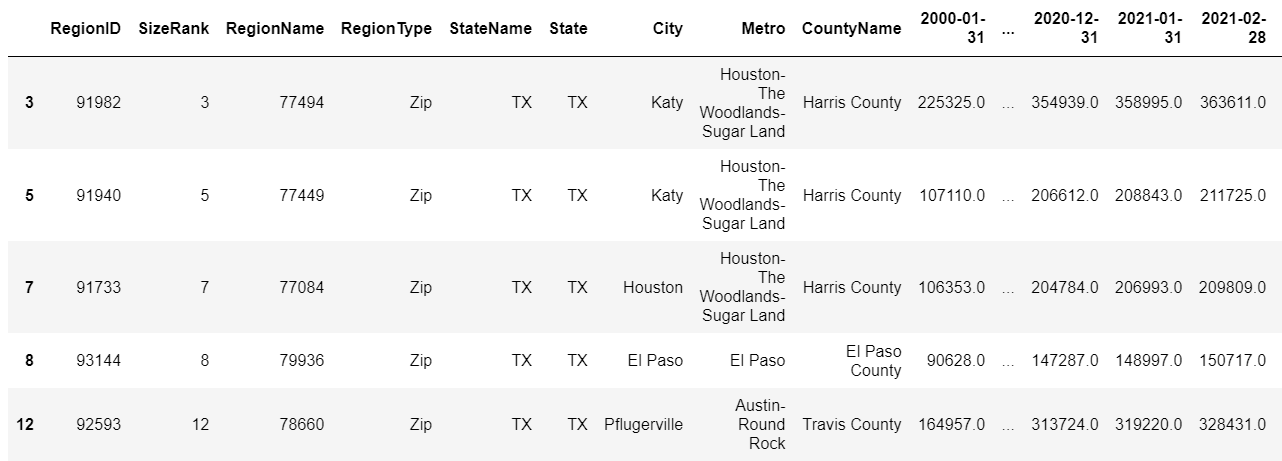 RegionID SizeRank RegionName RegionType StateName State City Metro CountyName 2000-01-31 ... 2020-12-31 2021-01-31 2021-02-28
3 91982 3 77494 Zip TX TX Katy Houston-The Woodlands-Sugar Land Harris County 225325.0 ... 354939.0 358995.0 363611.0
5 91940 5 77449 Zip TX TX Katy Houston-The Woodlands-Sugar Land Harris County 107110.0 ... 206612.0 208843.0 211725.0
7 91733 7 77084 Zip TX TX Houston Houston-The Woodlands-Sugar Land Harris County 106353.0 ... 204784.0 206993.0 209809.0
8 93144 8 79936 Zip TX TX El Paso El Paso El Paso County 90628.0 ... 147287.0 148997.0 150717.0
12 92593 12 78660 Zip TX TX Pflugerville Austin-Round Rock Travis County 164957.0 ... 313724.0 319220.0 328431.0